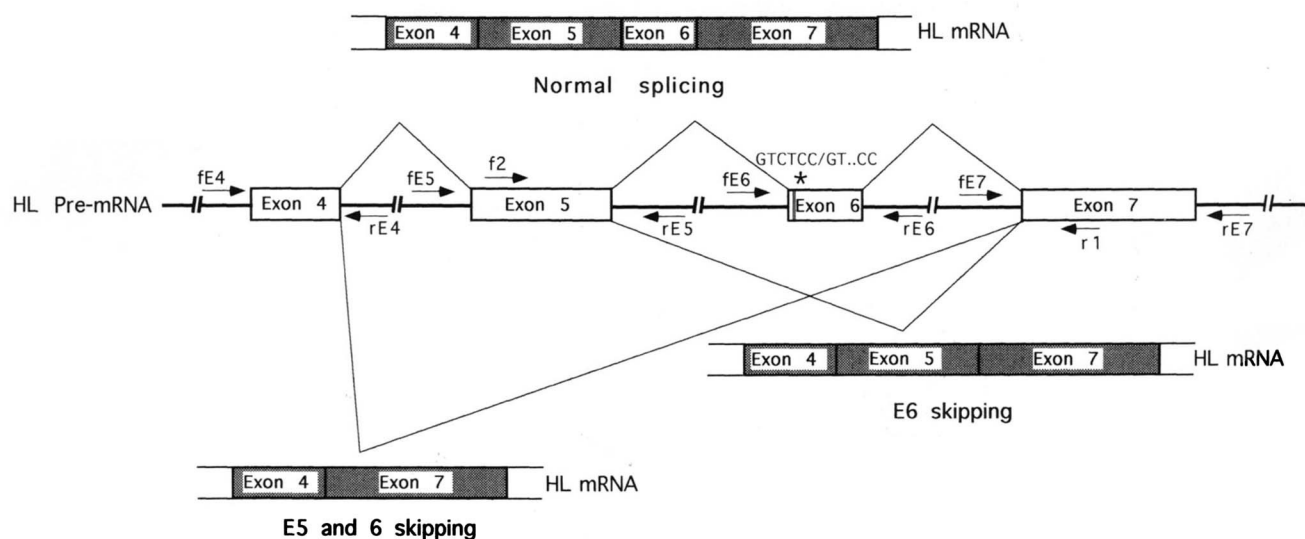 Exon 4 Exon 5 Exon 6 Exon 7 HL mRNA
Normal splicing
GTCTCC/GT..CC
*
fE4 fE5 f2 fE6 fE7
HL Pre-mRNA Exon 4 Exon 5 Exon 6 Exon 7
rE4 rE5 rE6 r1 rE7
Exon 4 Exon 5 Exon 7 HL mRNA
E6 skipping
Exon 4 Exon 7 HL mRNA
E5 and 6 skipping